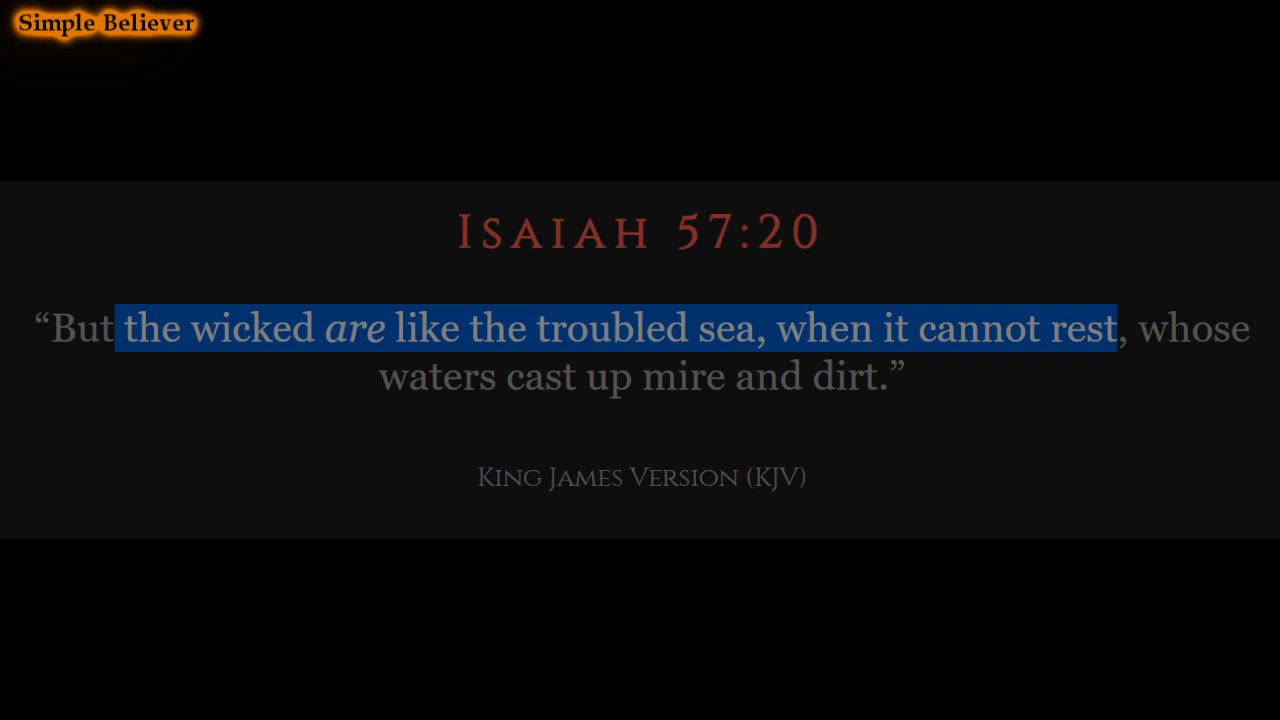 Simple Believer
Isaiah 57:20
“But the wicked are like the troubled sea, when it cannot rest, whose
waters cast up mire and dirt.”
King James Version (KJV)